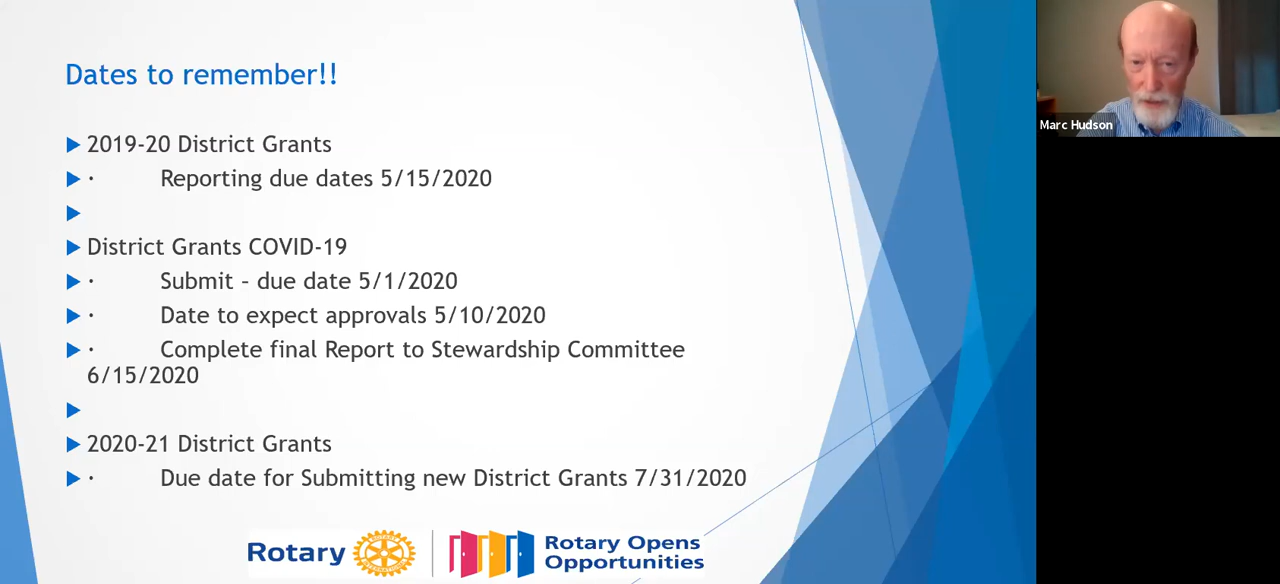 Dates to remember!!
2019-20 District Grants
· Reporting due dates 5/15/2020
District Grants COVID-19
· Submit – due date 5/1/2020
· Date to expect approvals 5/10/2020
· Complete final Report to Stewardship Committee
6/15/2020
2020-21 District Grants
· Due date for Submitting new District Grants 7/31/2020
Rotary
Rotary Opens
Opportunities
Marc Hudson